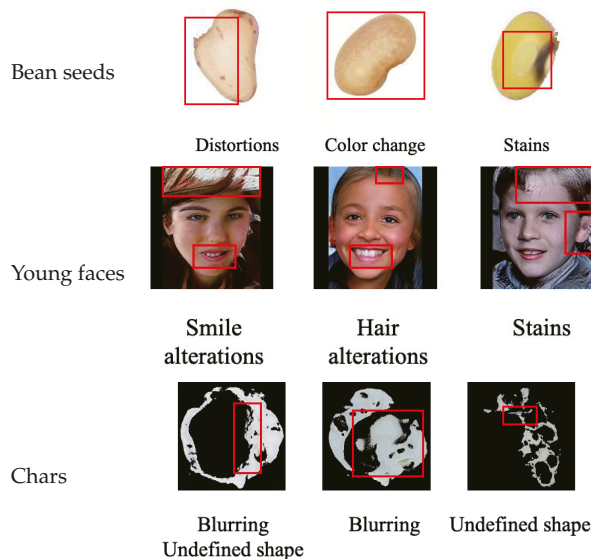 Bean seeds
Distortions Color change Stains
Young faces
Smile alterations Hair alterations Stains
Chars
Blurring Undefined shape Blurring Undefined shape